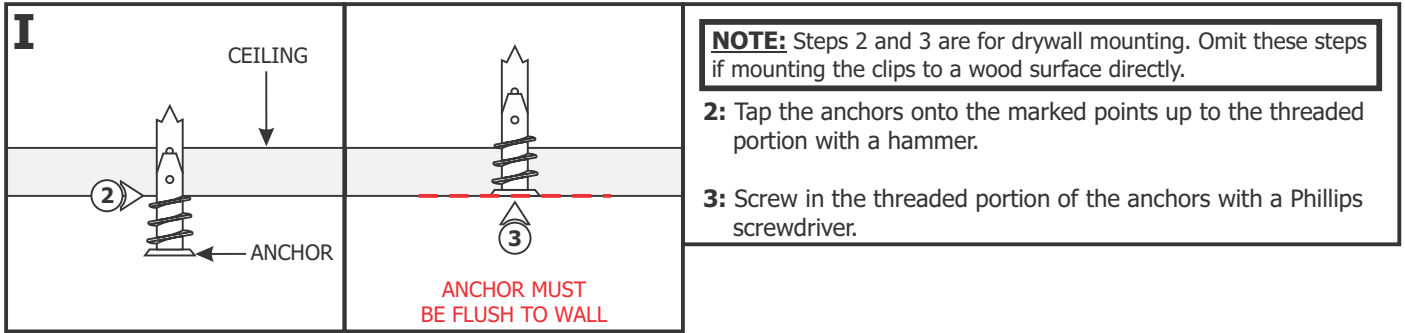 I
CEILING
2
ANCHOR
3
ANCHOR MUST
BE FLUSH TO WALL
NOTE: Steps 2 and 3 are for drywall mounting. Omit these steps
if mounting the clips to a wood surface directly.
2: Tap the anchors onto the marked points up to the threaded
portion with a hammer.
3: Screw in the threaded portion of the anchors with a Phillips
screwdriver.